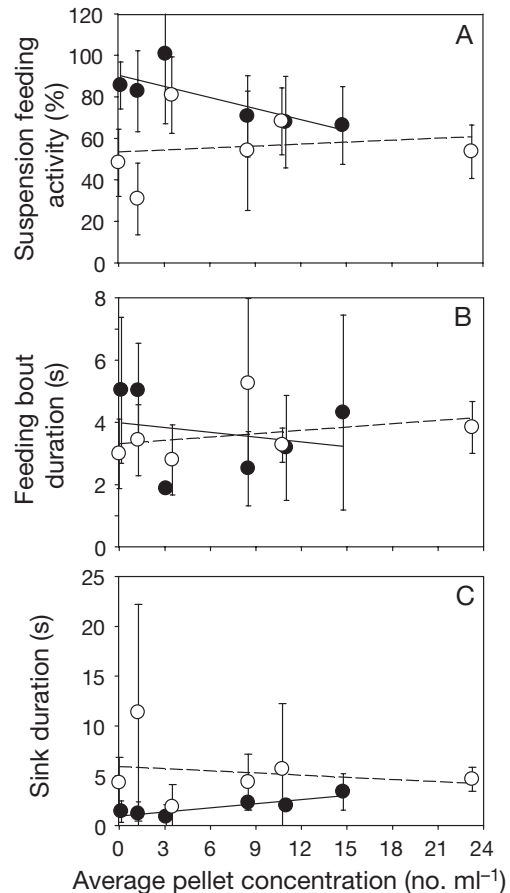 120
A
100
80
60
40
20
0
Suspension feeding
activity (%)
8
B
6
4
2
0
Feeding bout
duration (s)
25
C
20
15
10
5
0
Sink duration (s)
0 3 6 9 12 15 18 21 24
Average pellet concentration (no. ml⁻¹)